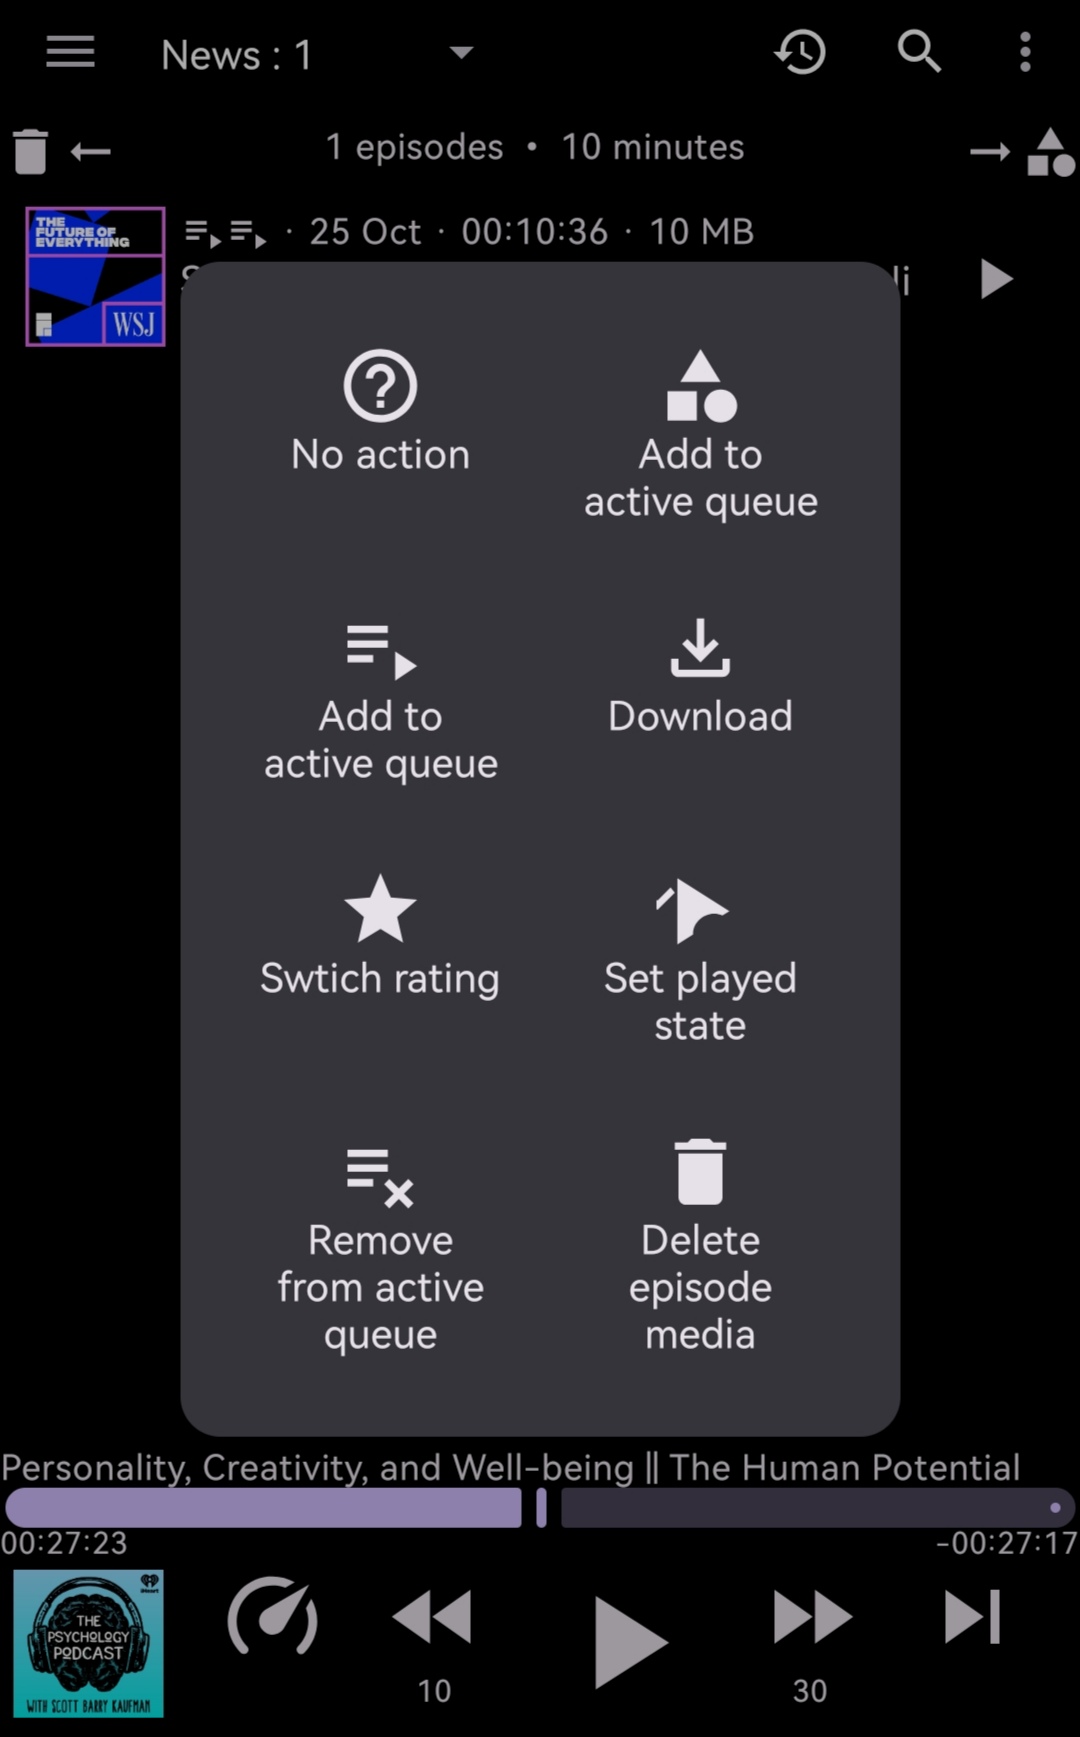 News : 1
1 episodes • 10 minutes
THE
FUTURE OF
EVERYTHING
WSJ
· 25 Oct · 00:10:36 · 10 MB
No action
Add to
active queue
Add to
active queue
Download
Swtich rating
Set played
state
Remove
from active
queue
Delete
episode
media
Personality, Creativity, and Well-being || The Human Potential
00:27:23
-00:27:17
iHeart
THE
PSYCHOLOGY
PODCAST
WITH SCOTT BARRY KAUFMAN
10
30